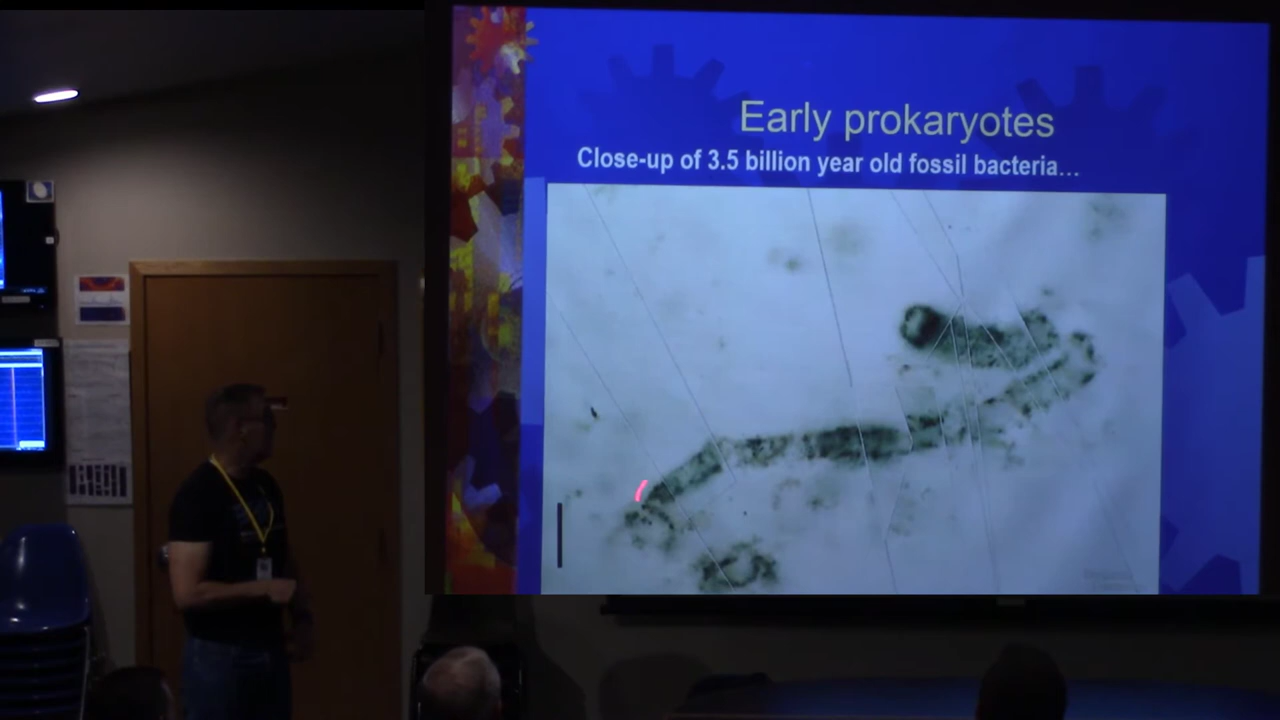 Early prokaryotes
Close-up of 3.5 billion year old fossil bacteria…